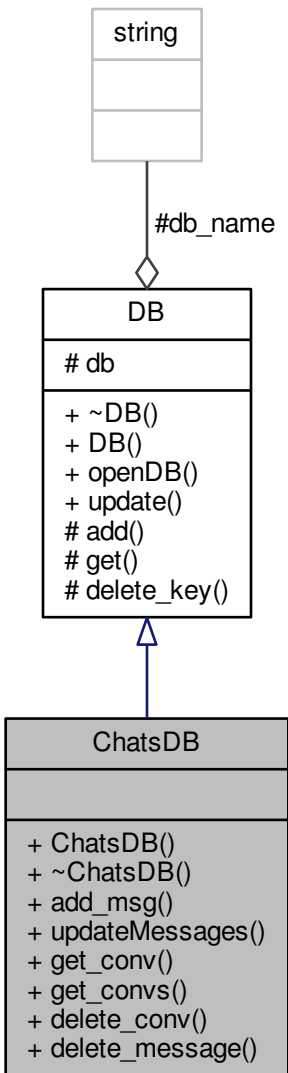 string
#db_name
DB
# db
+ ~DB()
+ DB()
+ openDB()
+ update()
# add()
# get()
# delete_key()
ChatsDB
+ ChatsDB()
+ ~ChatsDB()
+ add_msg()
+ updateMessages()
+ get_conv()
+ get_convs()
+ delete_conv()
+ delete_message()